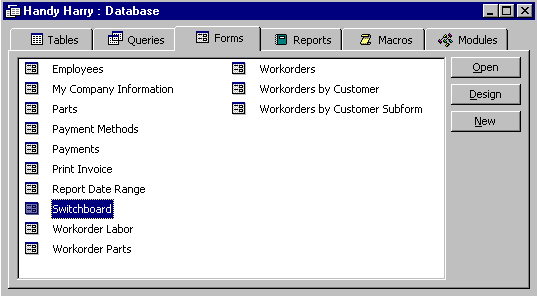 Handy Harry : Database
Tables Queries Forms Reports Macros Modules
Employees
My Company Information
Parts
Payment Methods
Payments
Print Invoice
Report Date Range
Switchboard
Workorder Labor
Workorder Parts
Workorders
Workorders by Customer
Workorders by Customer Subform
Open
Design
New